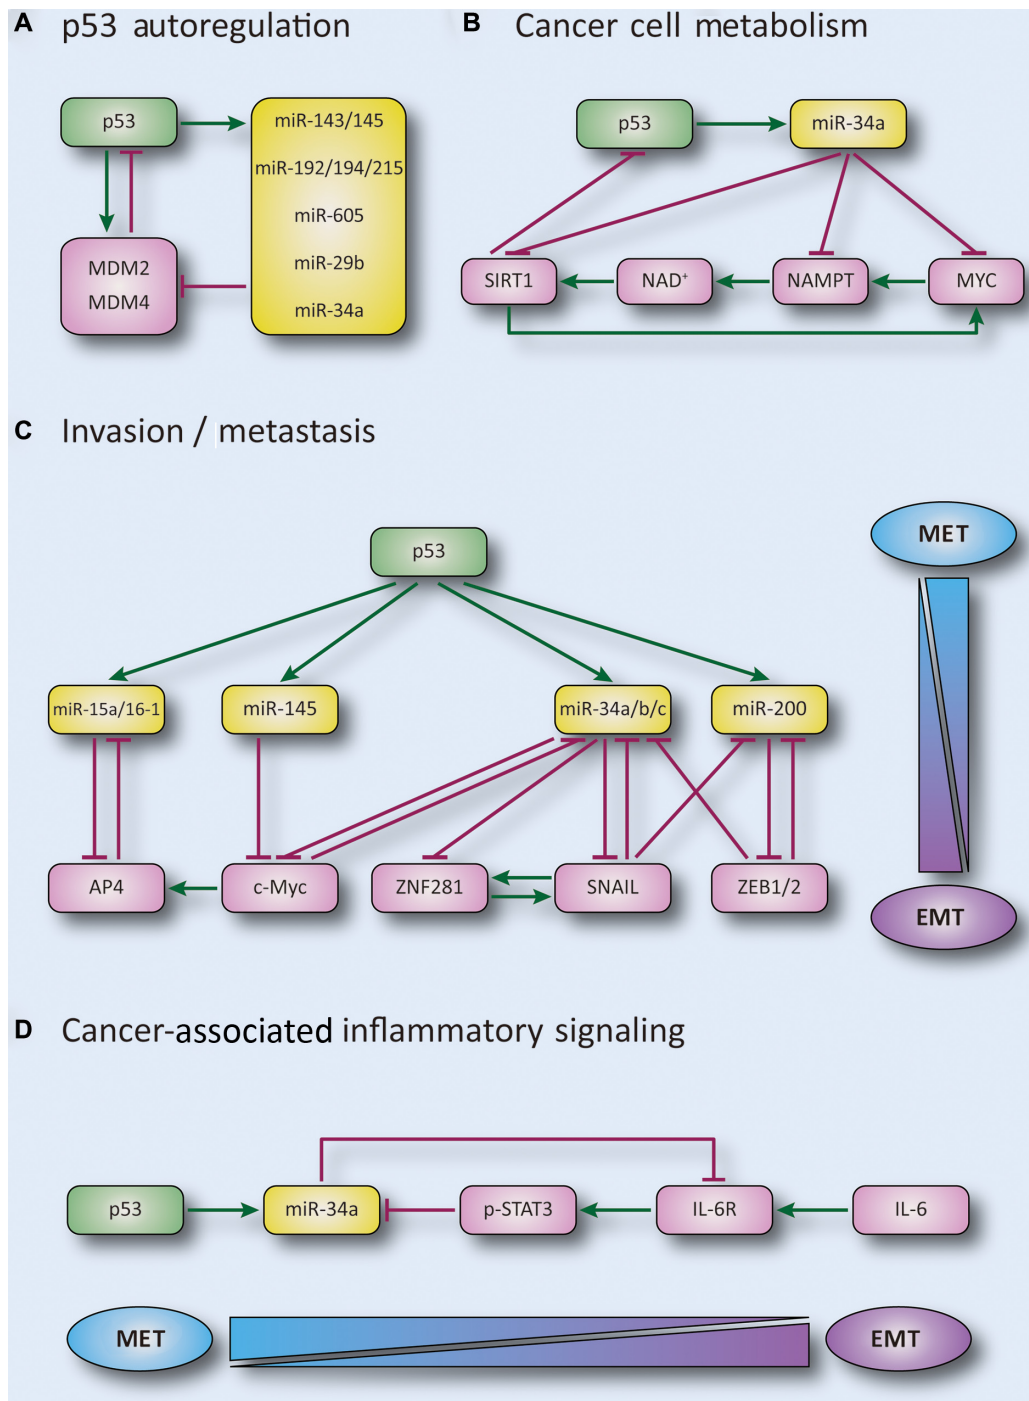 A p53 autoregulation
p53
miR-143/145
miR-192/194/215
miR-605
miR-29b
miR-34a
MDM2
MDM4
B Cancer cell metabolism
p53
miR-34a
SIRT1
NAD⁺
NAMPT
MYC
C Invasion / metastasis
p53
MET
miR-15a/16-1
miR-145
miR-34a/b/c
miR-200
AP4
c-Myc
ZNF281
SNAIL
ZEB1/2
EMT
D Cancer-associated inflammatory signaling
p53
miR-34a
p-STAT3
IL-6R
IL-6
MET
EMT